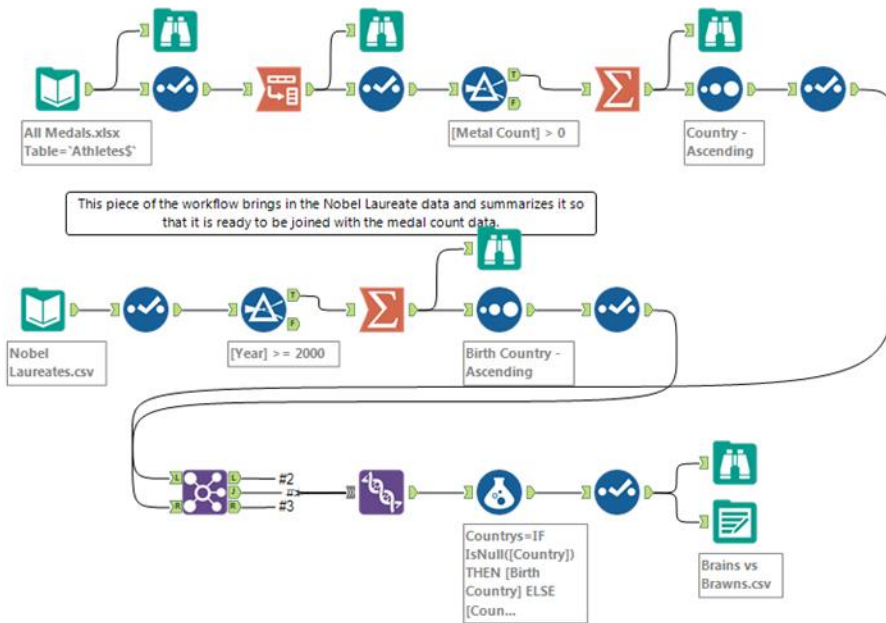 T
F
All Medals.xlsx
Table=`Athletes$`
[Metal Count] > 0
Country -
Ascending
This piece of the workflow brings in the Nobel Laureate data and summarizes it so
that it is ready to be joined with the medal count data.
T
F
Nobel
Laureates.csv
[Year] >= 2000
Birth Country -
Ascending
L
R
L
J
R
#2
#3
Countrys=IF
IsNull([Country])
THEN [Birth
Country] ELSE
[Coun...
Brains vs
Brawns.csv